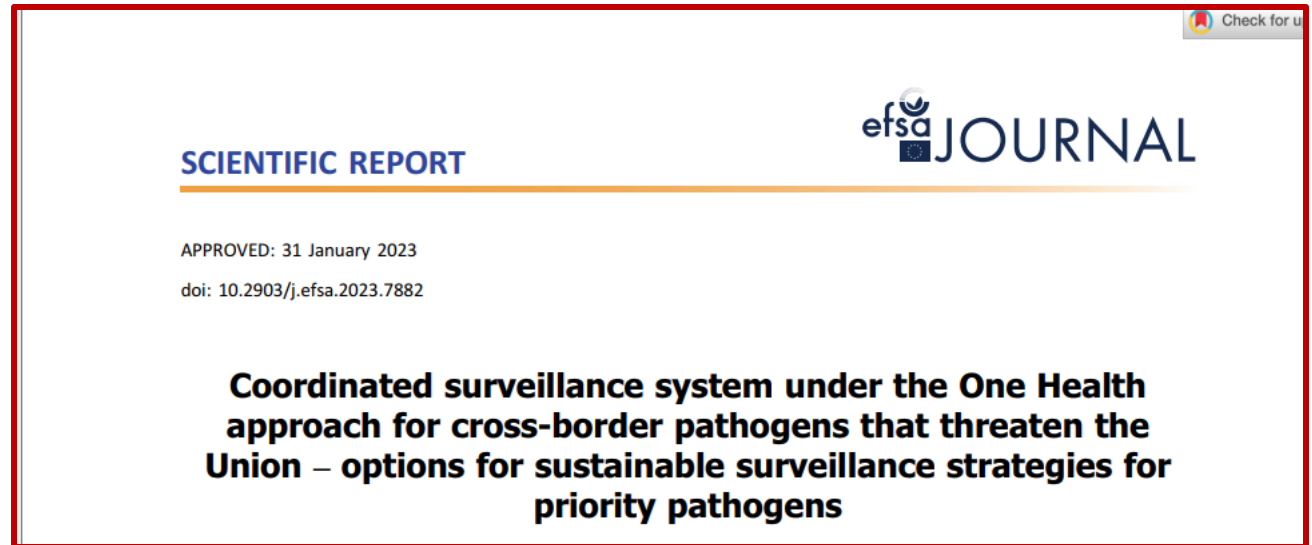 Check for u
efsa JOURNAL
SCIENTIFIC REPORT
APPROVED: 31 January 2023
doi: 10.2903/j.efsa.2023.7882
Coordinated surveillance system under the One Health
approach for cross-border pathogens that threaten the
Union – options for sustainable surveillance strategies for
priority pathogens